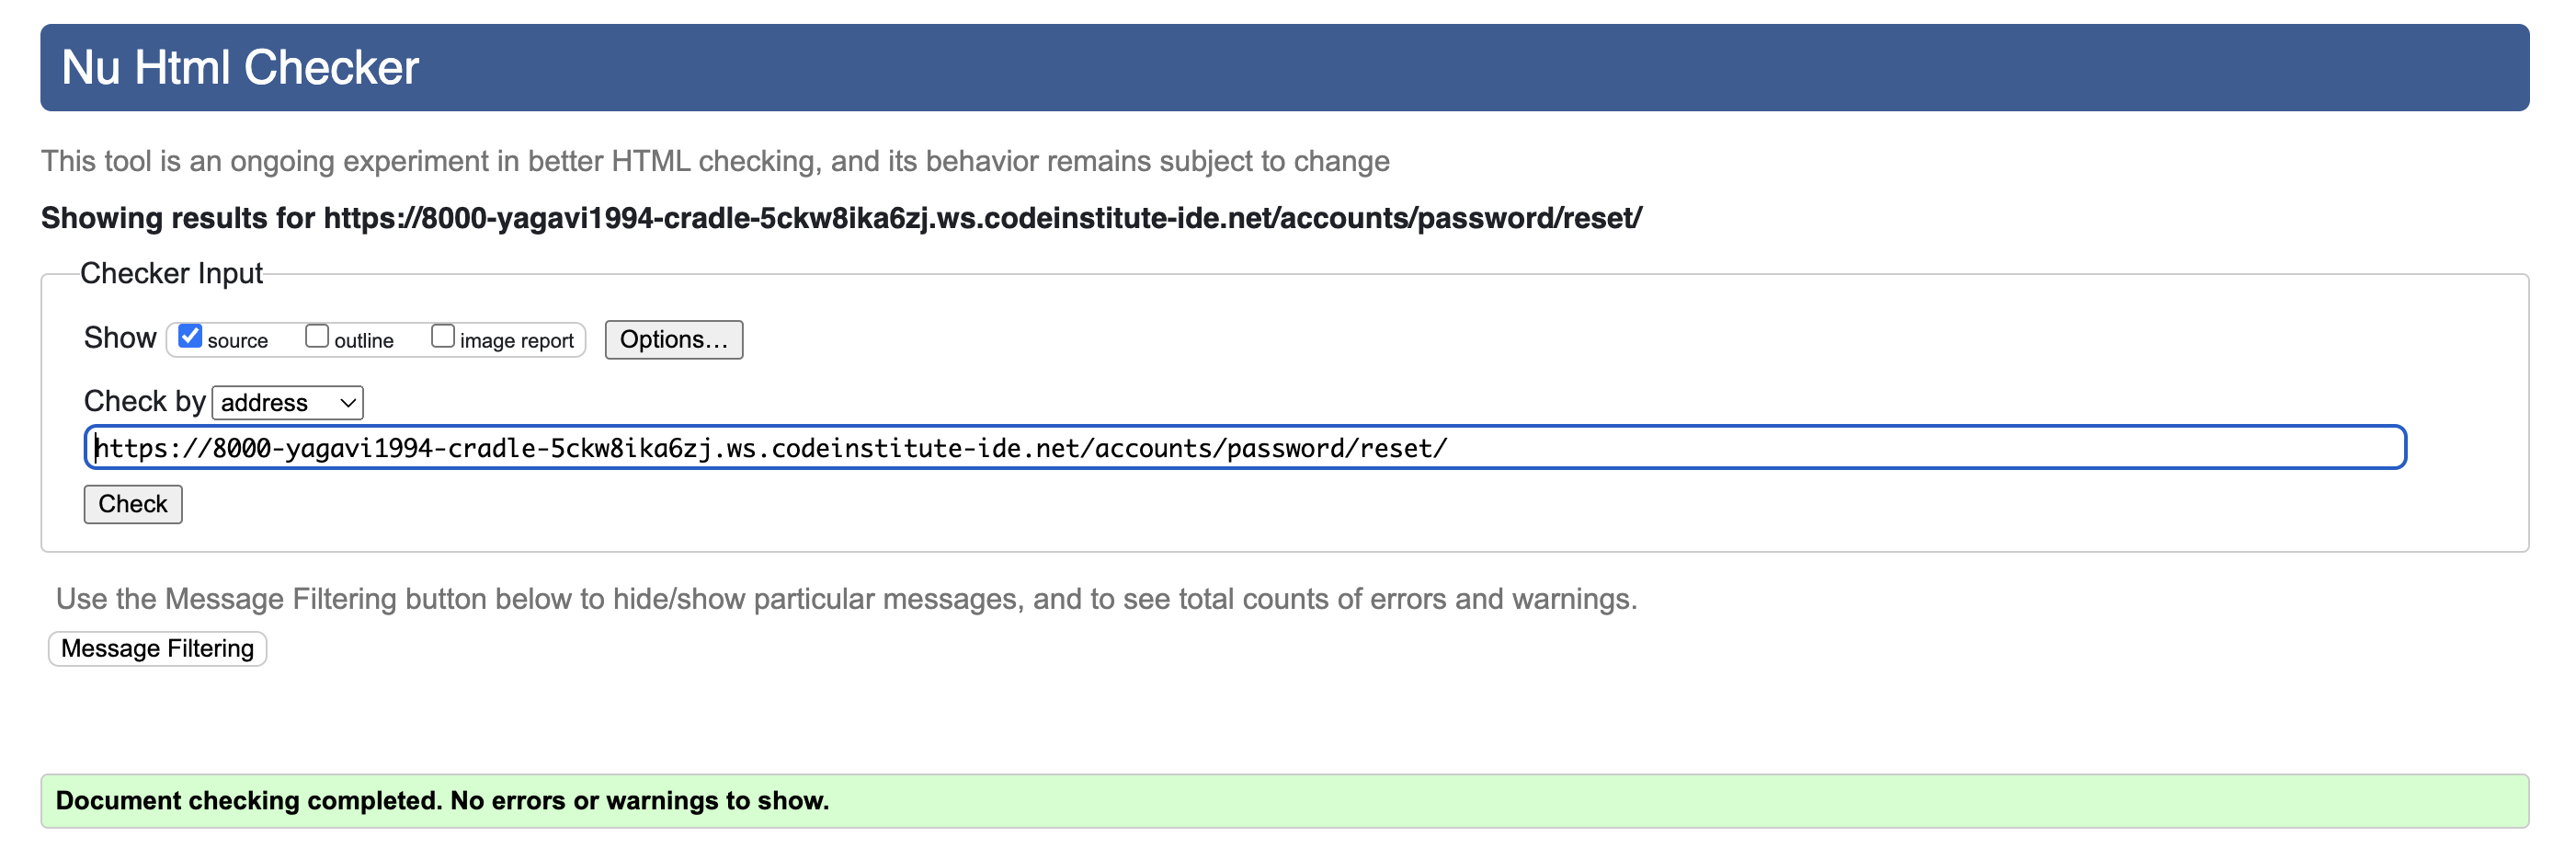 Nu Html Checker
This tool is an ongoing experiment in better HTML checking, and its behavior remains subject to change
Showing results for https://8000-yagavi1994-cradle-5ckw8ika6zj.ws.codeinstitute-ide.net/accounts/password/reset/
Checker Input
Show source outline image report Options...
Check by address
https://8000-yagavi1994-cradle-5ckw8ika6zj.ws.codeinstitute-ide.net/accounts/password/reset/
Check
Use the Message Filtering button below to hide/show particular messages, and to see total counts of errors and warnings.
Message Filtering
Document checking completed. No errors or warnings to show.